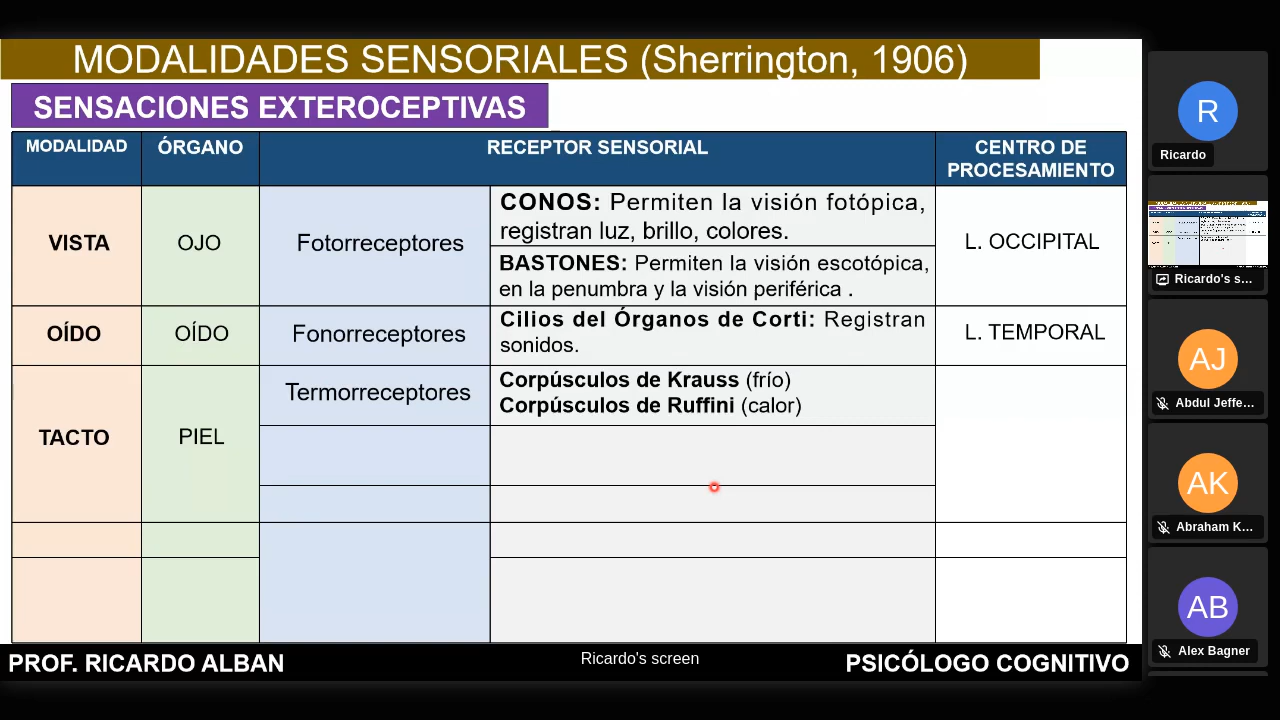 MODALIDADES SENSORIALES (Sherrington, 1906)
SENSACIONES EXTEROCEPTIVAS
MODALIDAD
ÓRGANO
RECEPTOR SENSORIAL
CENTRO DE
PROCESAMIENTO
VISTA
OJO
Fotorreceptores
CONOS: Permiten la visión fotópica,
registran luz, brillo, colores.
BASTONES: Permiten la visión escotópica,
en la penumbra y la visión periférica .
L. OCCIPITAL
OÍDO
OÍDO
Fonorreceptores
Cilios del Órganos de Corti: Registran
sonidos.
L. TEMPORAL
TACTO
PIEL
Termorreceptores
Corpúsculos de Krauss (frío)
Corpúsculos de Ruffini (calor)
PROF. RICARDO ALBAN
Ricardo's screen
PSICÓLOGO COGNITIVO
R
Ricardo
Ricardo's s...
AJ
Abdul Jeffe...
AK
Abraham K...
AB
Alex Bagner